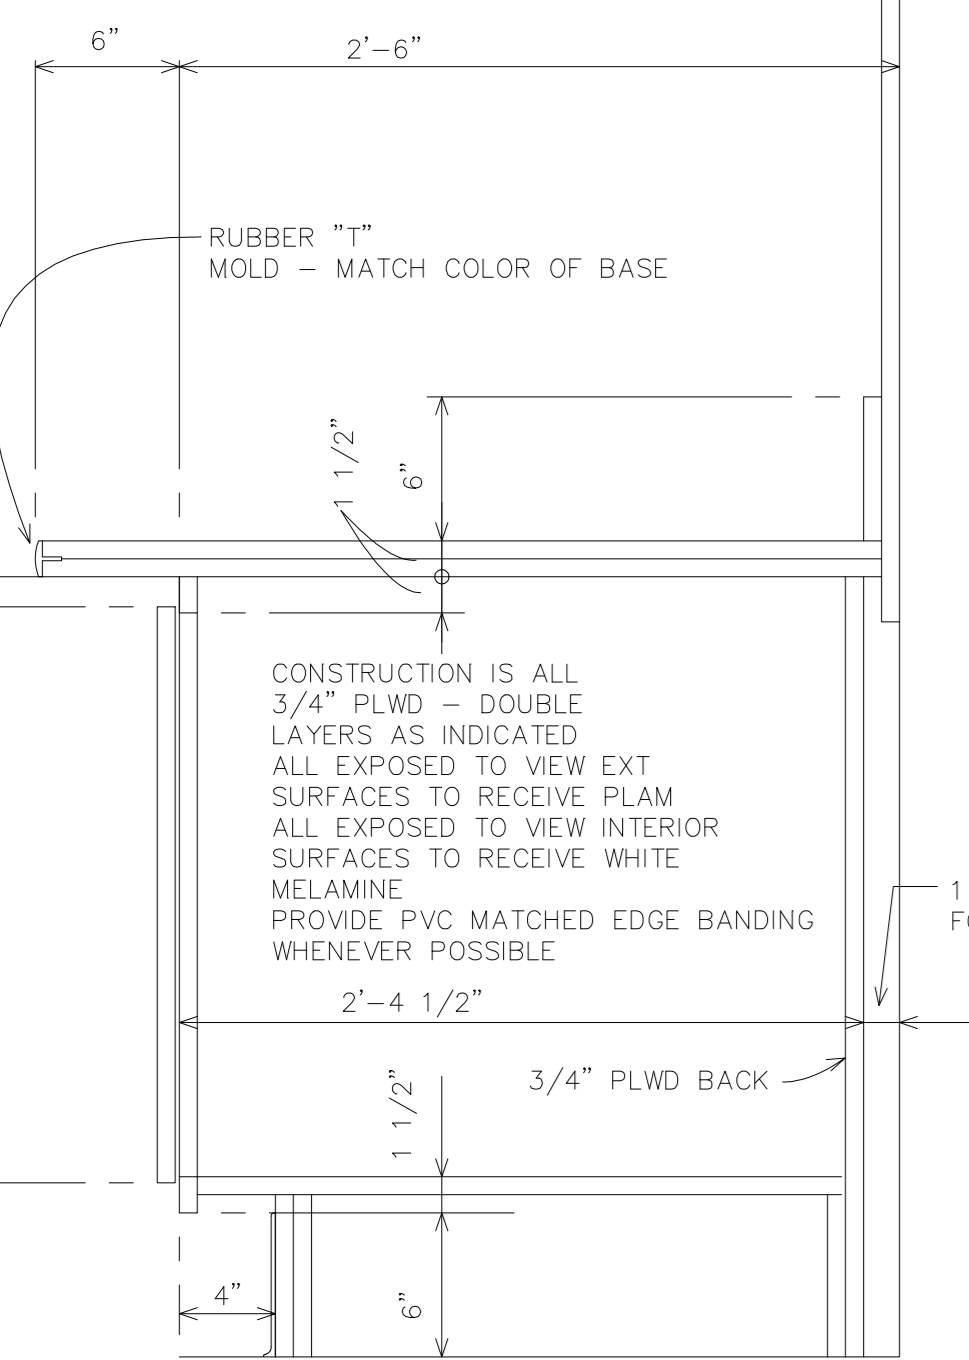 6”
2’–6”
RUBBER ”T”
MOLD – MATCH COLOR OF BASE
1 1/2”
6”
CONSTRUCTION IS ALL
3/4” PLWD – DOUBLE
LAYERS AS INDICATED
ALL EXPOSED TO VIEW EXT
SURFACES TO RECEIVE PLAM
ALL EXPOSED TO VIEW INTERIOR
SURFACES TO RECEIVE WHITE
MELAMINE
PROVIDE PVC MATCHED EDGE BANDING
WHENEVER POSSIBLE
1
2’–4 1/2”
3/4” PLWD BACK
1 1/2”
4”
6”